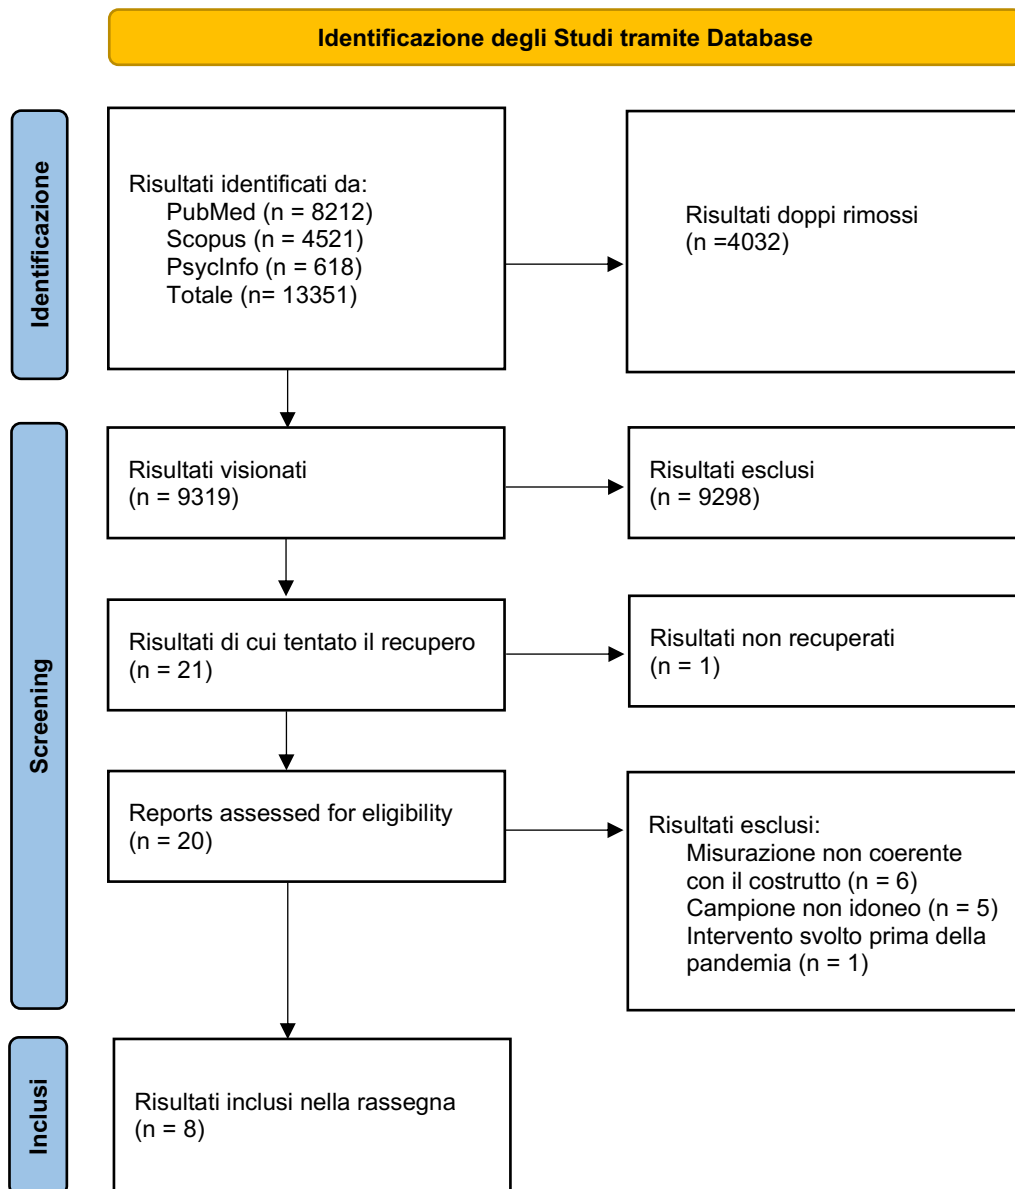 Identificazione degli Studi tramite Database
Identificazione
Risultati identificati da:
PubMed (n = 8212)
Scopus (n = 4521)
PsycInfo (n = 618)
Totale (n= 13351)
Risultati doppi rimossi
(n =4032)
Screening
Risultati visionati
(n = 9319)
Risultati esclusi
(n = 9298)
Risultati di cui tentato il recupero
(n = 21)
Risultati non recuperati
(n = 1)
Reports assessed for eligibility
(n = 20)
Risultati esclusi:
Misurazione non coerente
con il costrutto (n = 6)
Campione non idoneo (n = 5)
Intervento svolto prima della
pandemia (n = 1)
Inclusi
Risultati inclusi nella rassegna
(n = 8)